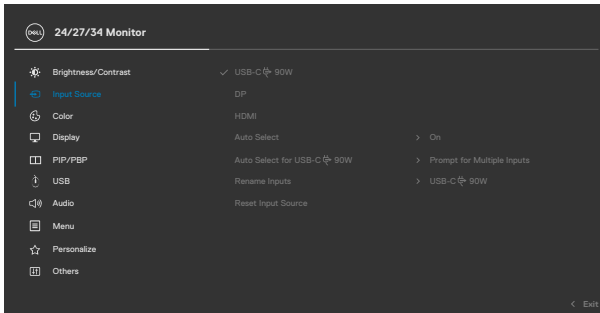 DELL
24/27/34 Monitor
Brightness/Contrast
USB-C 90W
Input Source
DP
Color
HDMI
Display
Auto Select
On
PIP/PBP
Auto Select for USB-C 90W
Prompt for Multiple Inputs
USB
Rename Inputs
USB-C 90W
Audio
Reset Input Source
Menu
Personalize
Others
Exit